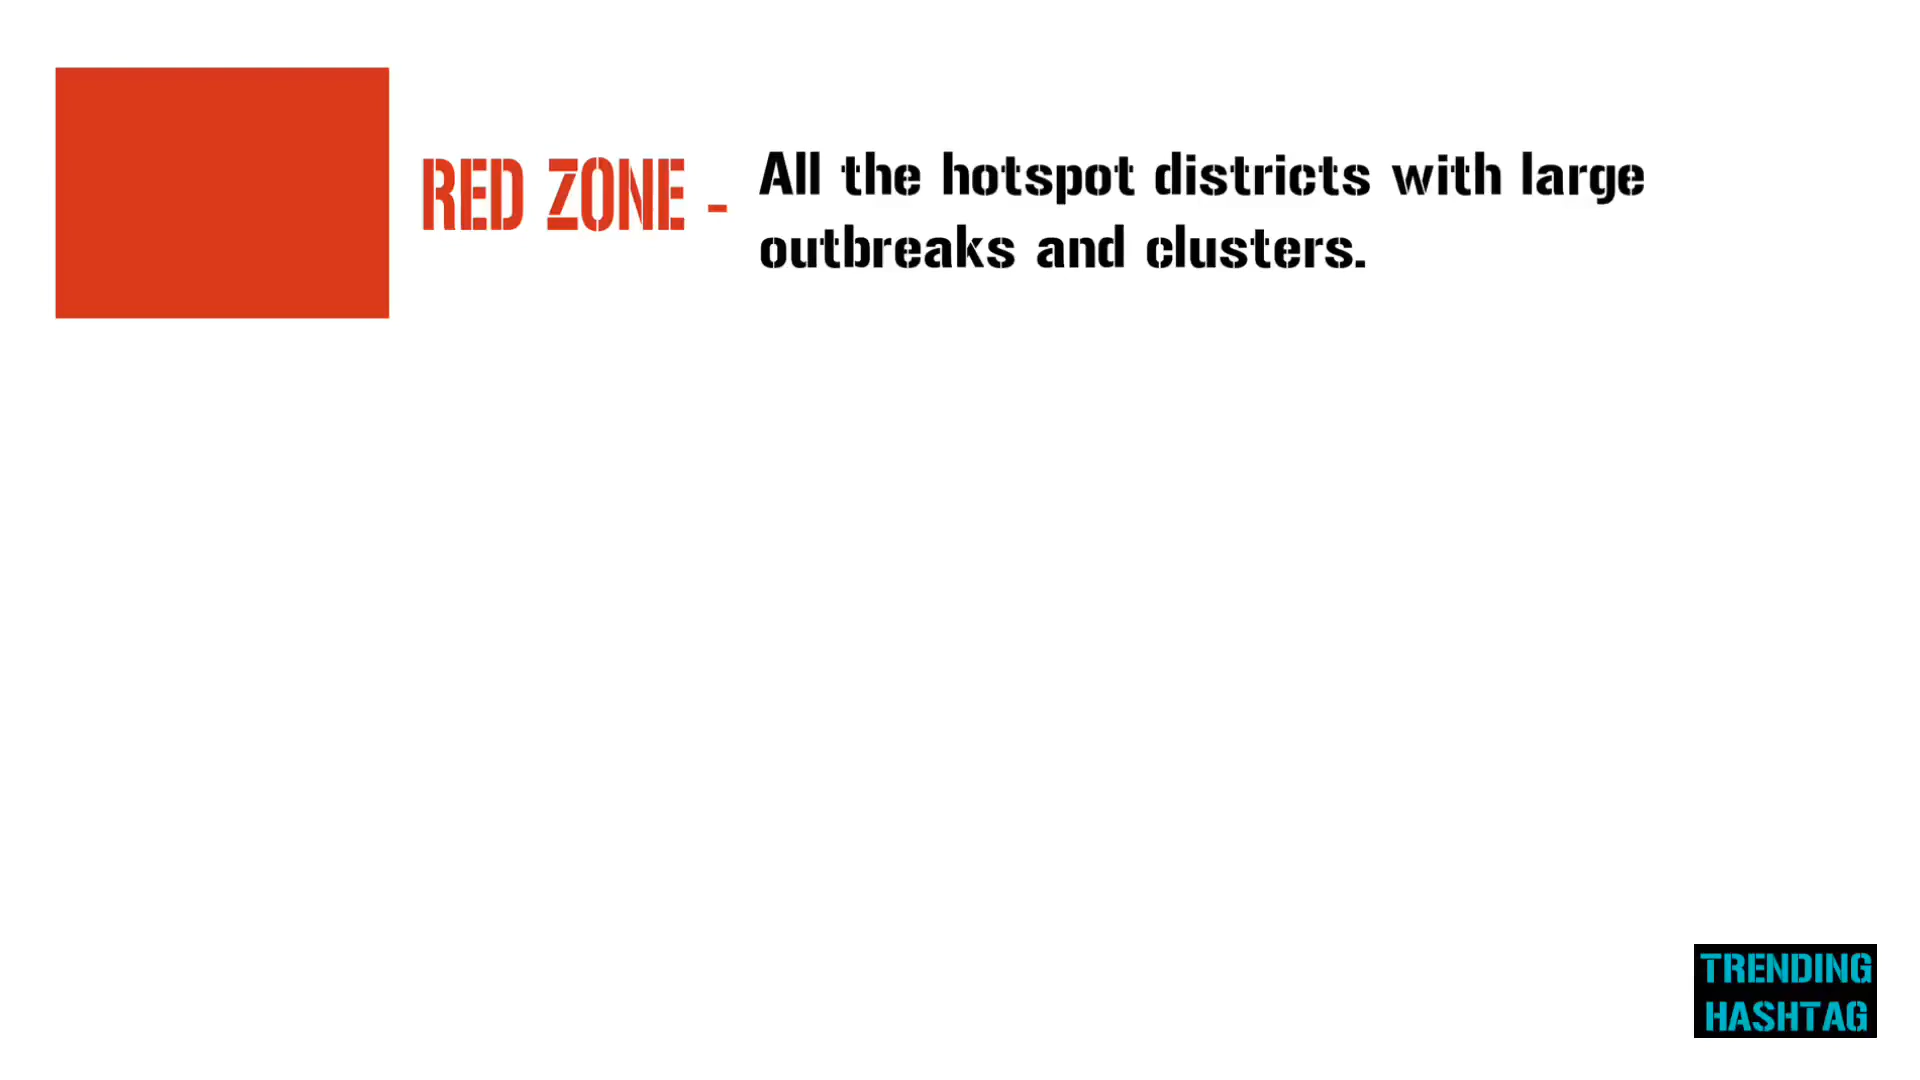 RED ZONE - All the hotspot districts with large
outbreaks and clusters.
TRENDING
HASHTAG